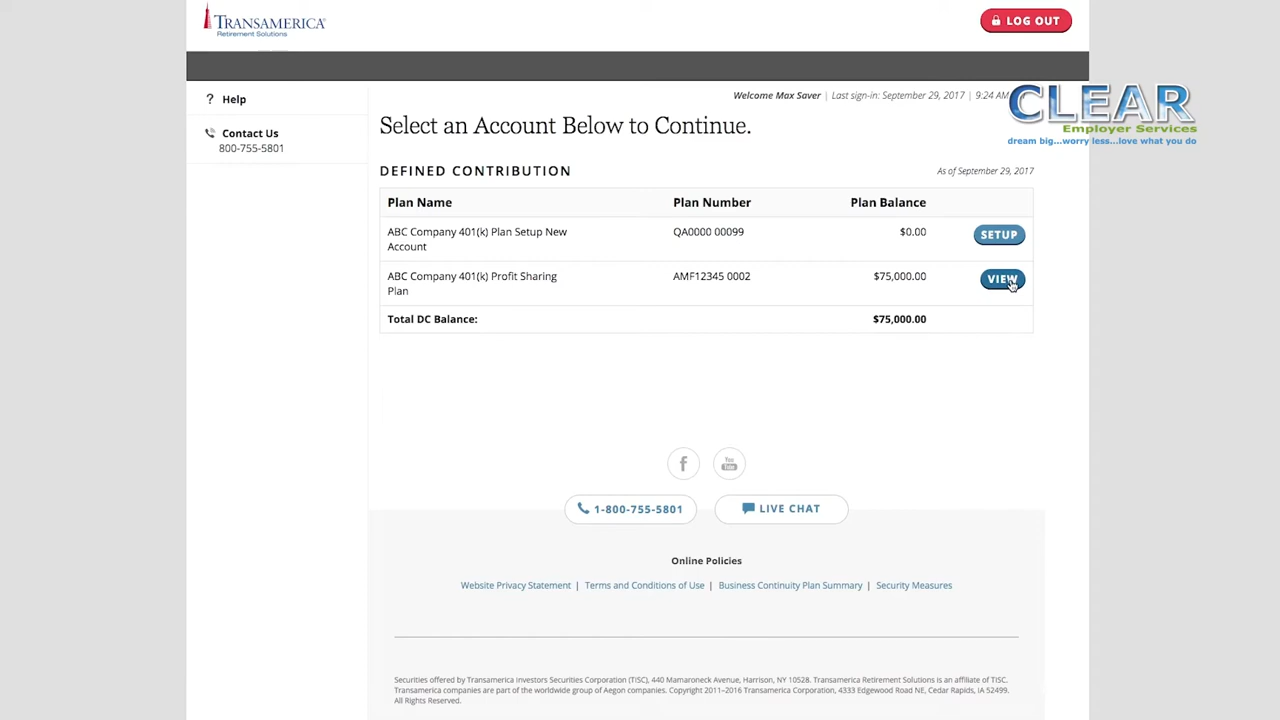 TRANSAMERICA®
Retirement Solutions
LOG OUT
? Help
Contact Us
800-755-5801
Welcome Max Saver | Last sign-in: September 29, 2017 | 9:24 AM
CLEAR
Employer Services
dream big...worry less...love what you do
Select an Account Below to Continue.
DEFINED CONTRIBUTION
As of September 29, 2017
Plan Name Plan Number Plan Balance
ABC Company 401(k) Plan Setup New
Account
QA0000 00099 $0.00 SETUP
ABC Company 401(k) Profit Sharing
Plan
AMF12345 0002 $75,000.00 VIEW
Total DC Balance: $75,000.00
f You Tube
1-800-755-5801 LIVE CHAT
Online Policies
Website Privacy Statement | Terms and Conditions of Use | Business Continuity Plan Summary | Security Measures
Securities offered by Transamerica Investors Securities Corporation (TISC), 440 Mamaroneck Avenue, Harrison, NY 10528. Transamerica Retirement Solutions is an affiliate of TISC.
Transamerica companies are part of the worldwide group of Aegon companies. Copyright 2011-2016 Transamerica Corporation, 4333 Edgewood Road NE, Cedar Rapids, IA 52499.
All Rights Reserved.